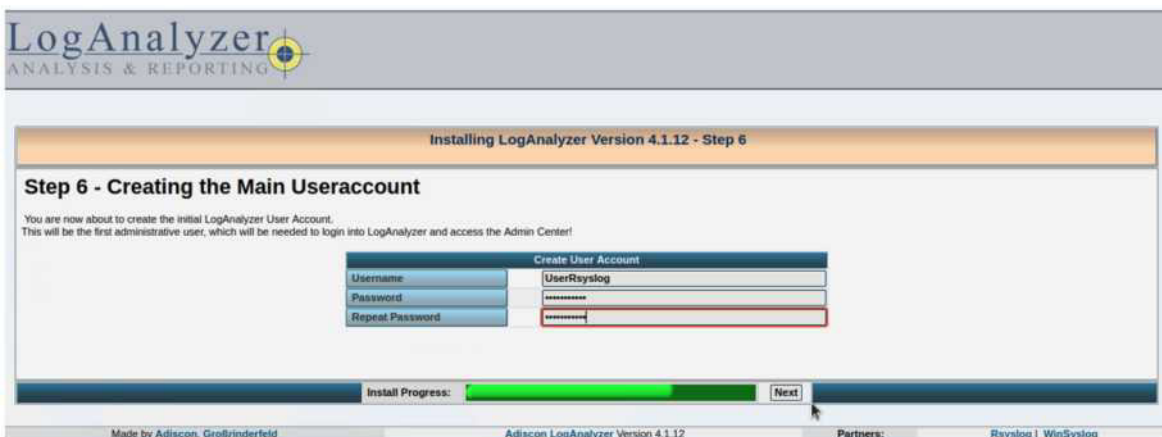 LogAnalyzer
ANALYSIS & REPORTING
Installing LogAnalyzer Version 4.1.12 - Step 6
Step 6 - Creating the Main Useraccount
You are now about to create the initial LogAnalyzer User Account.
This will be the first administrative user, which will be needed to login into LogAnalyzer and access the Admin Center!
Create User Account
Username UserRsyslog
Password •••••••••••
Repeat Password •••••••••••
Install Progress: Next
Made by Adiscon, Großrinderfeld Adiscon LogAnalyzer Version 4.1.12 Partners: Rsyslog | WinSyslog